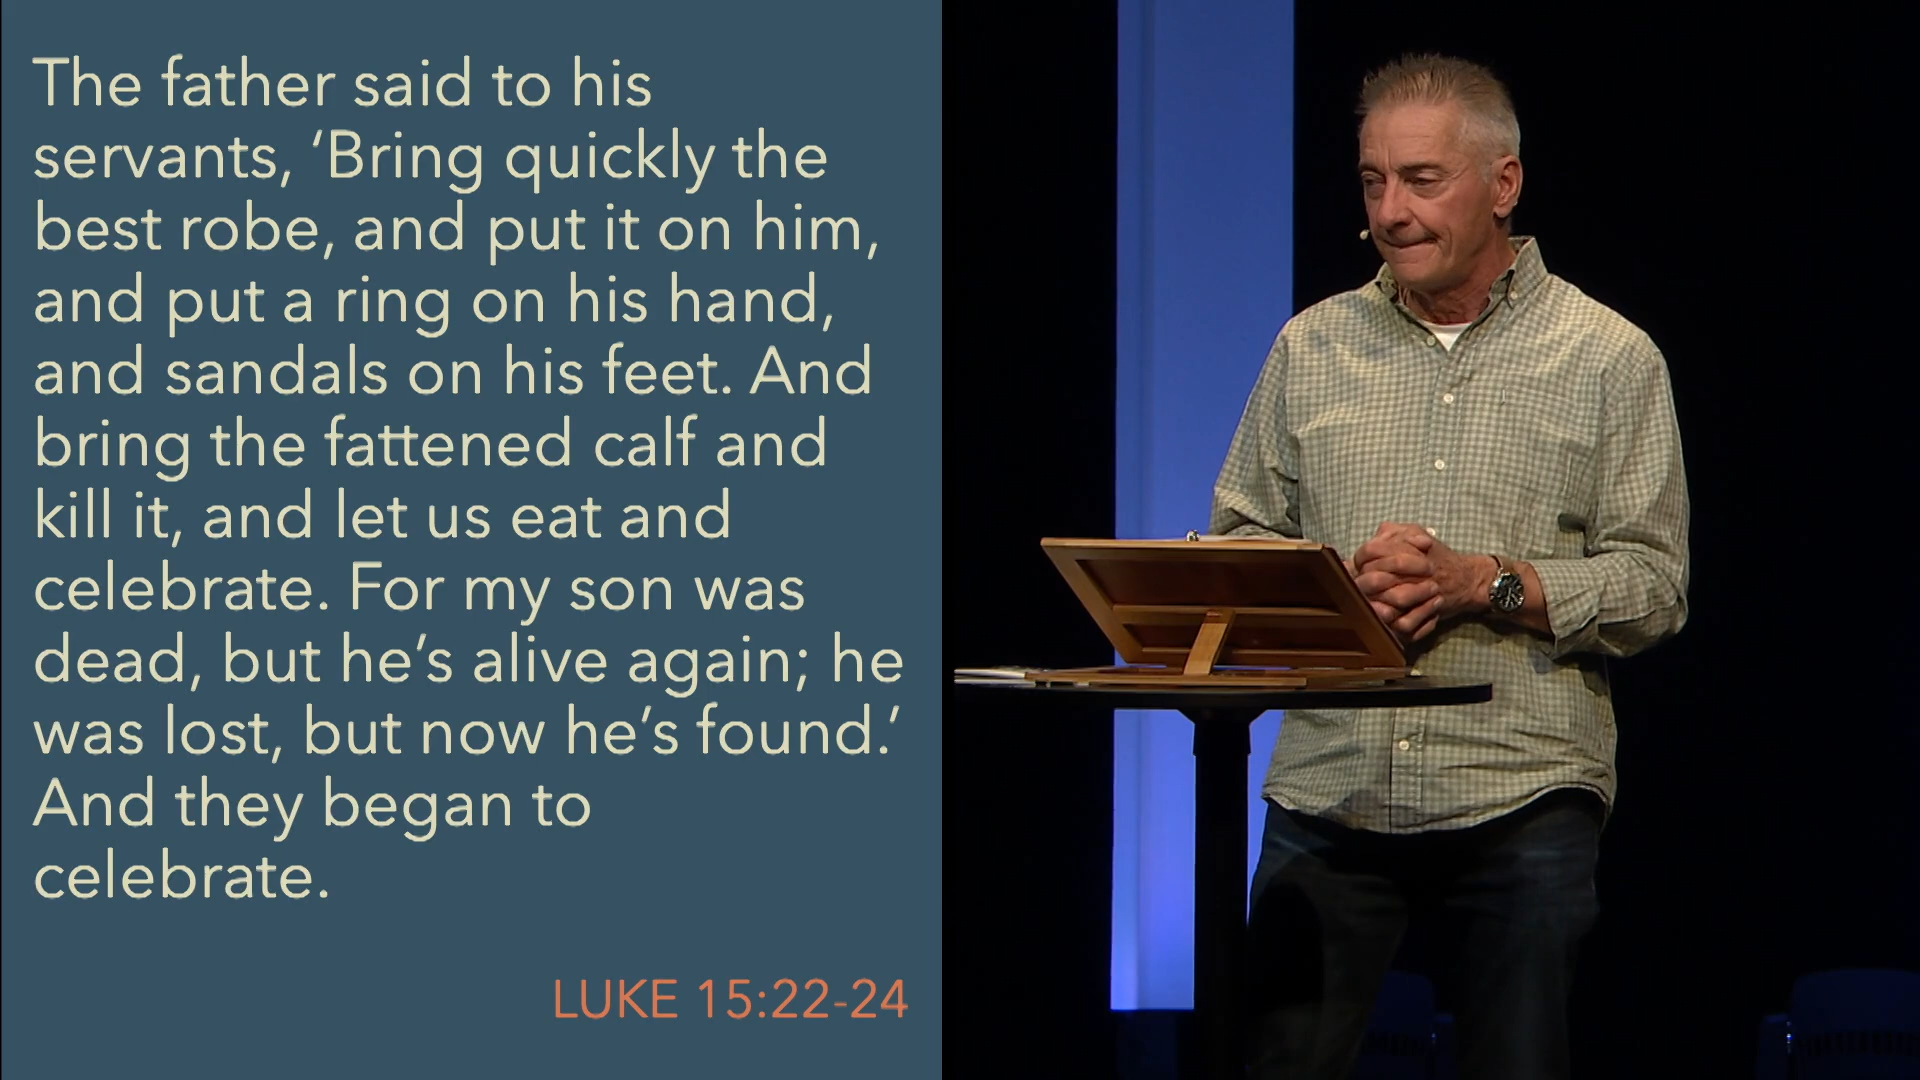 The father said to his
servants, ‘Bring quickly the
best robe, and put it on him,
and put a ring on his hand,
and sandals on his feet. And
bring the fattened calf and
kill it, and let us eat and
celebrate. For my son was
dead, but he’s alive again; he
was lost, but now he’s found.’
And they began to
celebrate.
LUKE 15:22-24